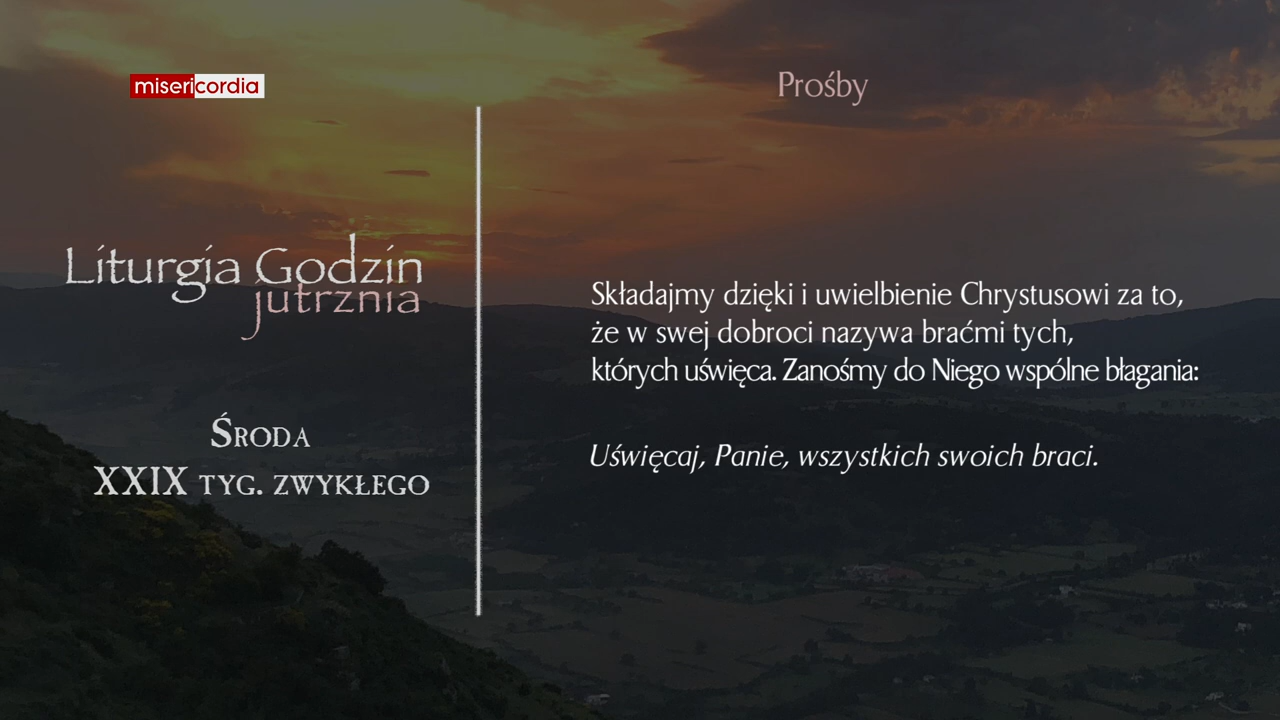 misericordia
Liturgia Godzin
jutrznia
Środa
XXIX tyg. zwykłego
Prośby
Składajmy dzięki i uwielbienie Chrystusowi za to,
że w swej dobroci nazywa braćmi tych,
których uświęca. Zanośmy do Niego wspólne błagania:
Uświęcaj, Panie, wszystkich swoich braci.